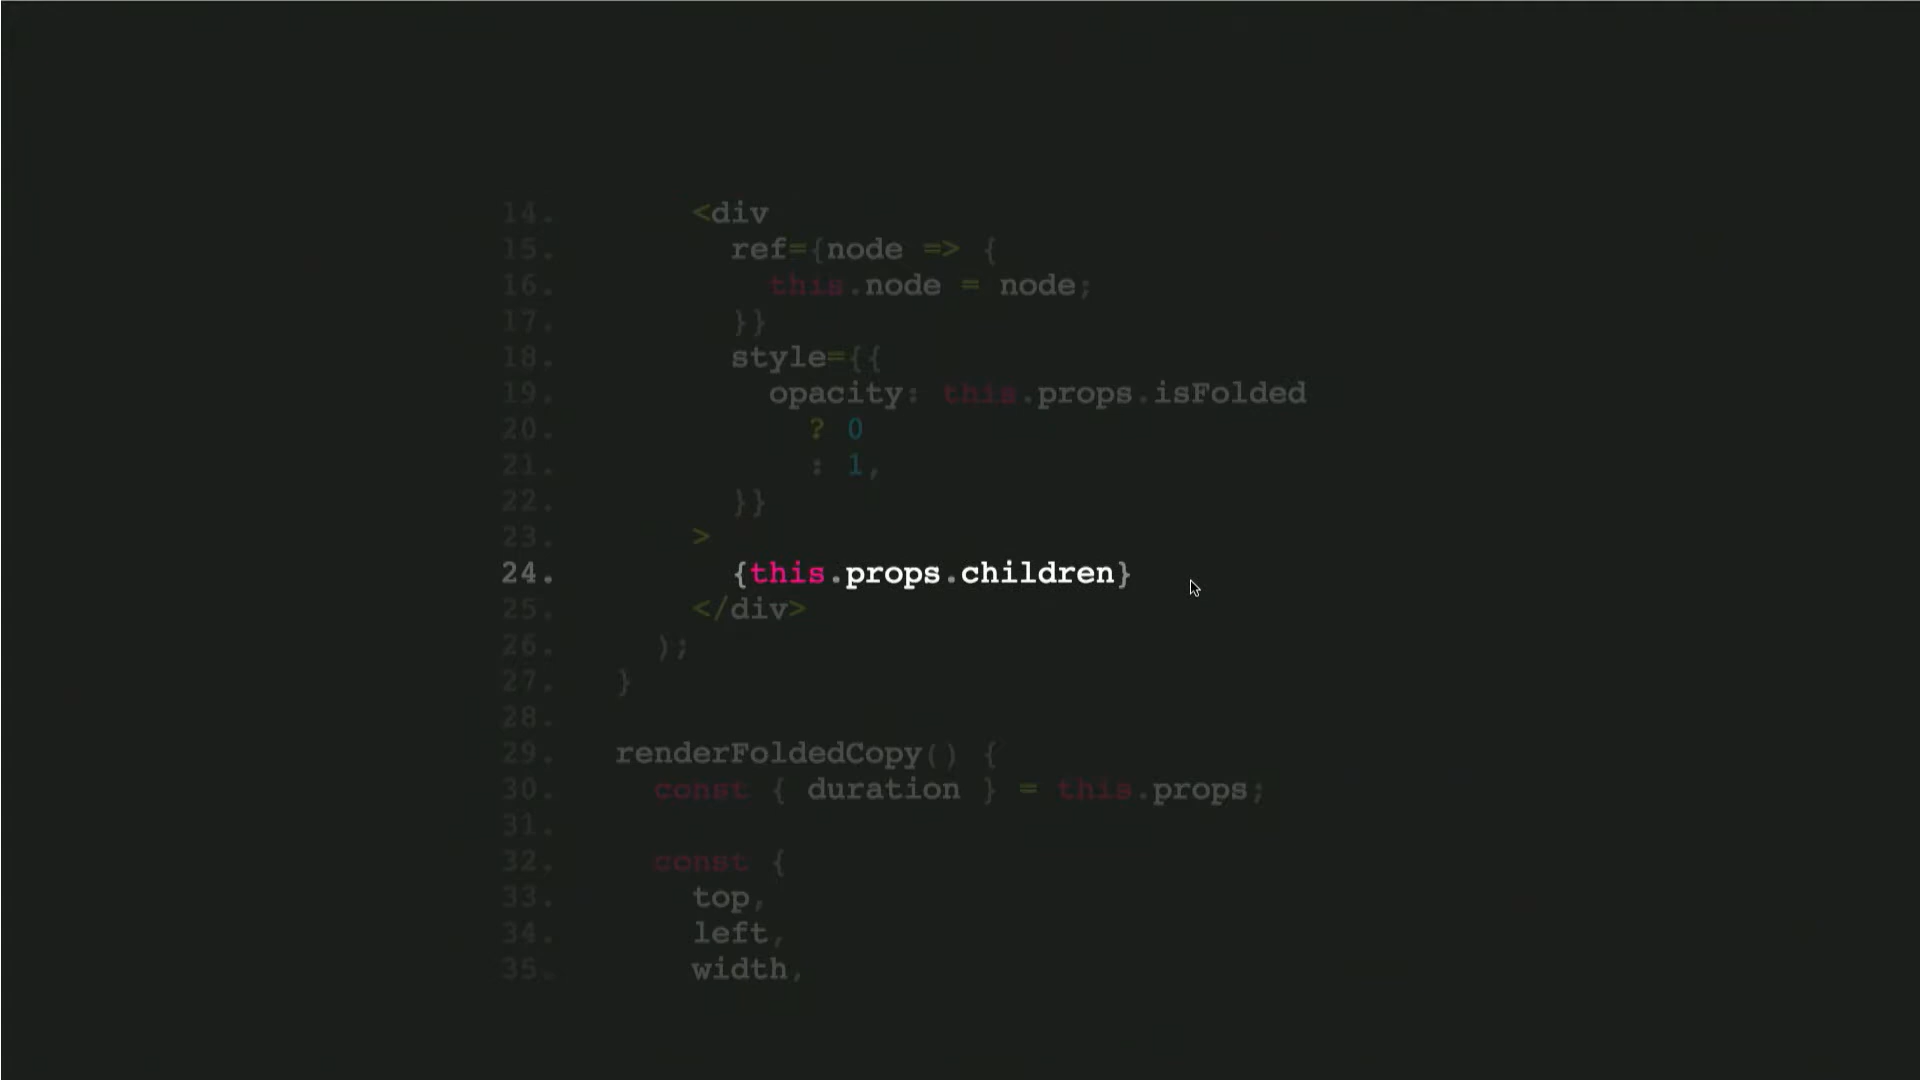 14. <div
15. ref={node => {
16. this.node = node;
17. }}
18. style={{
19. opacity: this.props.isFolded
20. ? 0
21. : 1,
22. }}
23. >
24. {this.props.children}
25. </div>
26. );
27. }
28.
29. renderFoldedCopy() {
30. const { duration } = this.props;
31.
32. const {
33. top,
34. left,
35. width,